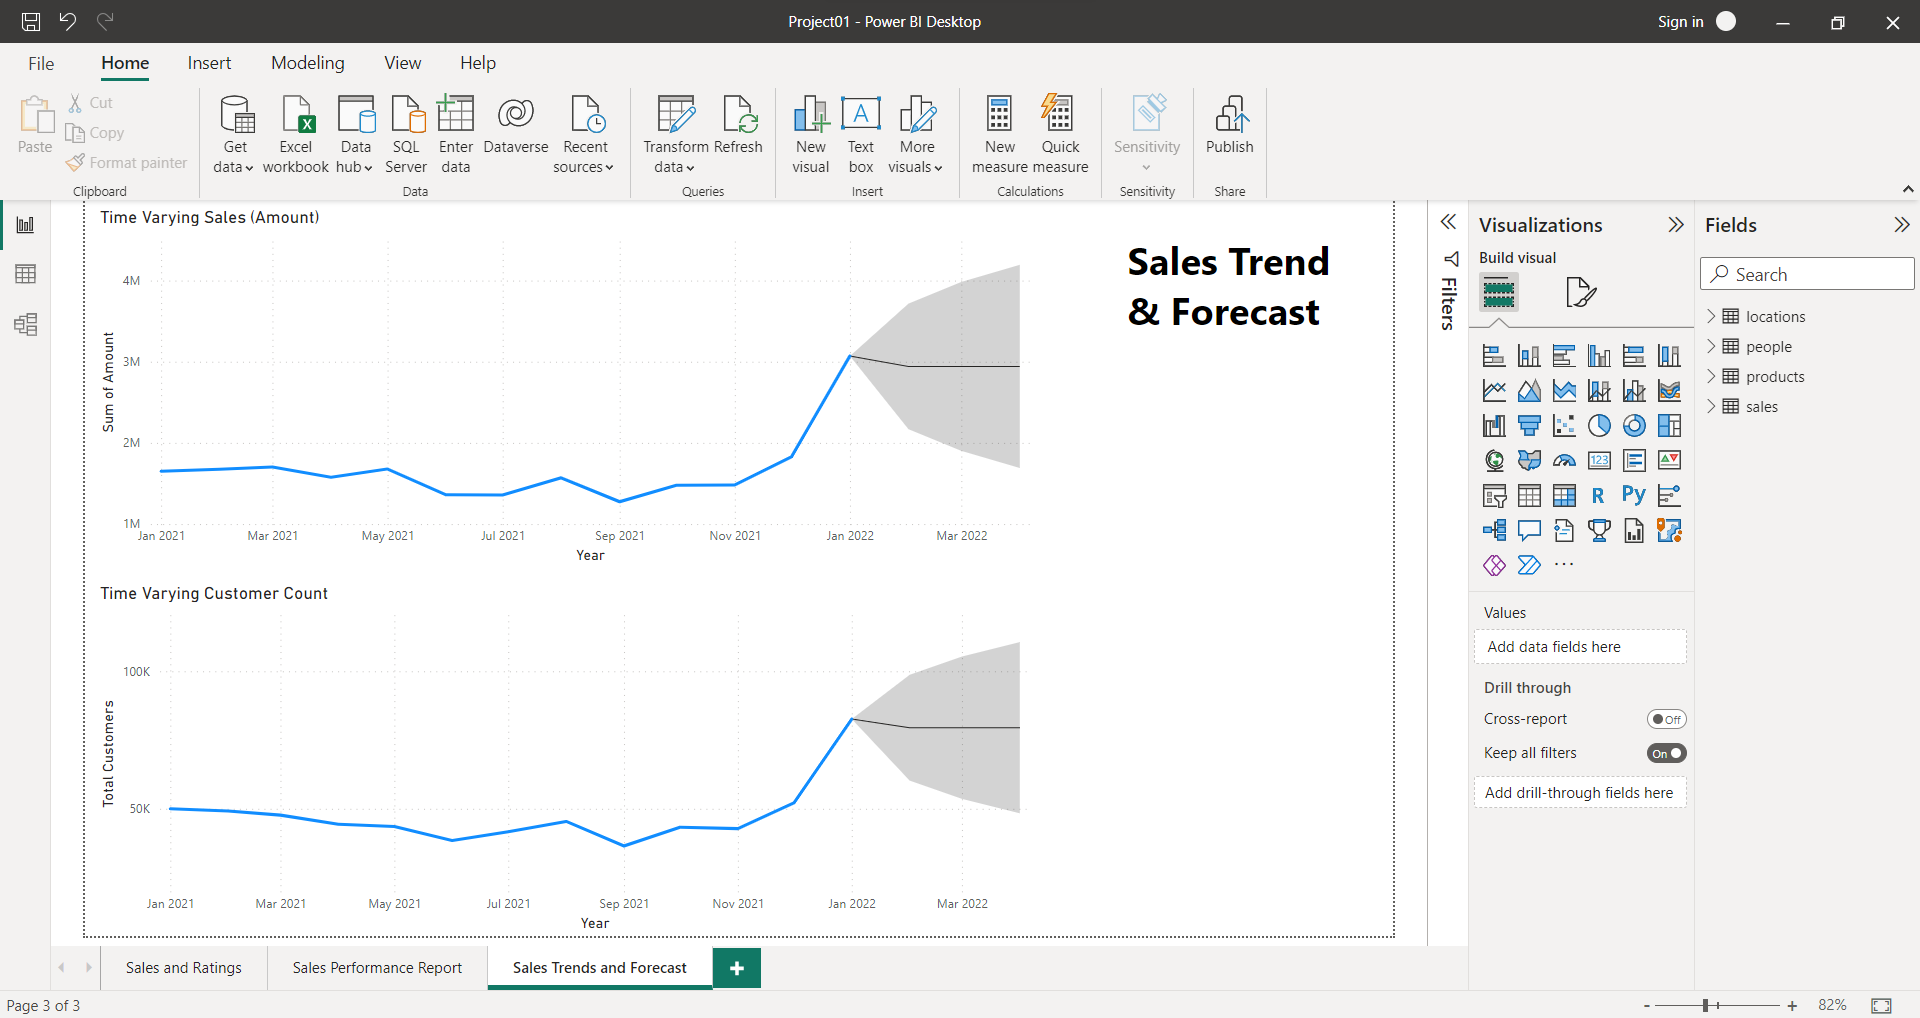 Project01 - Power BI Desktop
Sign in
File
Home
Insert
Modeling
View
Help
Paste
Cut
Copy
Format painter
Clipboard
Get
data
Excel
workbook
Data
hub
SQL
Server
Enter
data
Dataverse
Recent
sources
Data
Transform
data
Refresh
Queries
New
visual
A
Text
box
More
visuals
Insert
New
measure
Quick
measure
Calculations
Sensitivity
Sensitivity
Publish
Share
Time Varying Sales (Amount)
Sum of Amount
4M
3M
2M
1M
Jan 2021
Mar 2021
May 2021
Jul 2021
Sep 2021
Nov 2021
Jan 2022
Mar 2022
Year
Sales Trend
& Forecast
Time Varying Customer Count
Total Customers
100K
50K
Jan 2021
Mar 2021
May 2021
Jul 2021
Sep 2021
Nov 2021
Jan 2022
Mar 2022
Year
Filters
Visualizations
Build visual
123
R
Py
...
Values
Add data fields here
Drill through
Cross-report
Off
Keep all filters
On
Add drill-through fields here
Fields
Search
locations
people
products
sales
Sales and Ratings
Sales Performance Report
Sales Trends and Forecast
+
Page 3 of 3
-
+
82%